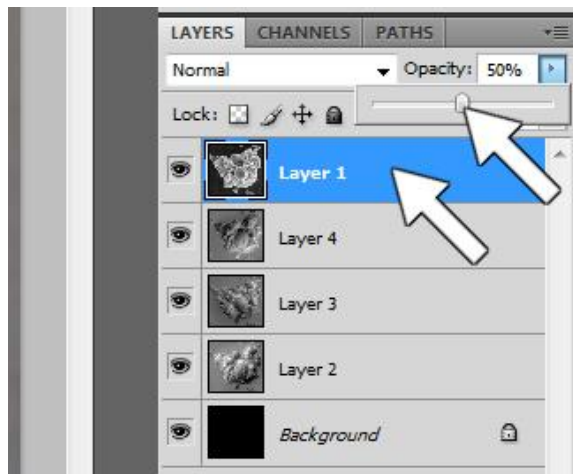 LAYERS CHANNELS PATHS
Normal Opacity: 50%
Lock:
Layer 1
Layer 4
Layer 3
Layer 2
Background